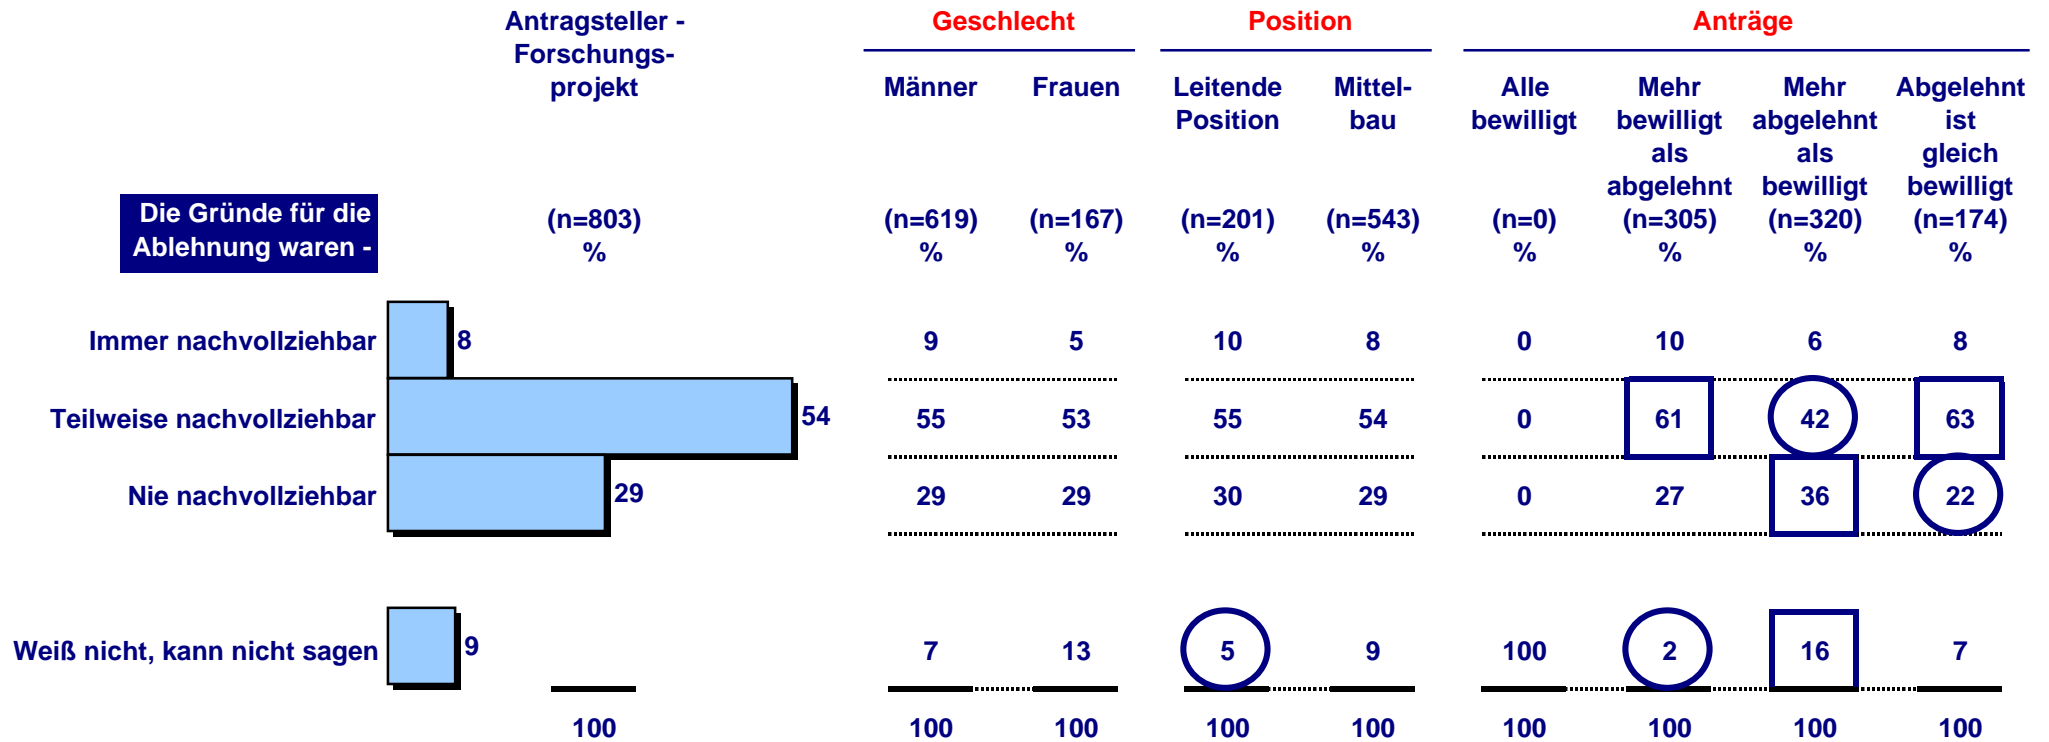 Antragsteller -
Forschungs-
projekt
Geschlecht Position Anträge
Männer Frauen Leitende
Position Mittel-
bau Alle
bewilligt Mehr
bewilligt
als
abgelehnt Mehr
abgelehnt
als
bewilligt Abgelehnt
ist
gleich
bewilligt
Die Gründe für die
Ablehnung waren -
(n=803) (n=619) (n=167) (n=201) (n=543) (n=0) (n=305) (n=320) (n=174)
% % % % % % % % %
Immer nachvollziehbar 8 9 5 10 8 0 10 6 8
Teilweise nachvollziehbar 54 55 53 55 54 0 61 42 63
Nie nachvollziehbar 29 29 29 30 29 0 27 36 22
Weiß nicht, kann nicht sagen 9 7 13 5 9 100 2 16 7
100 100 100 100 100 100 100 100 100